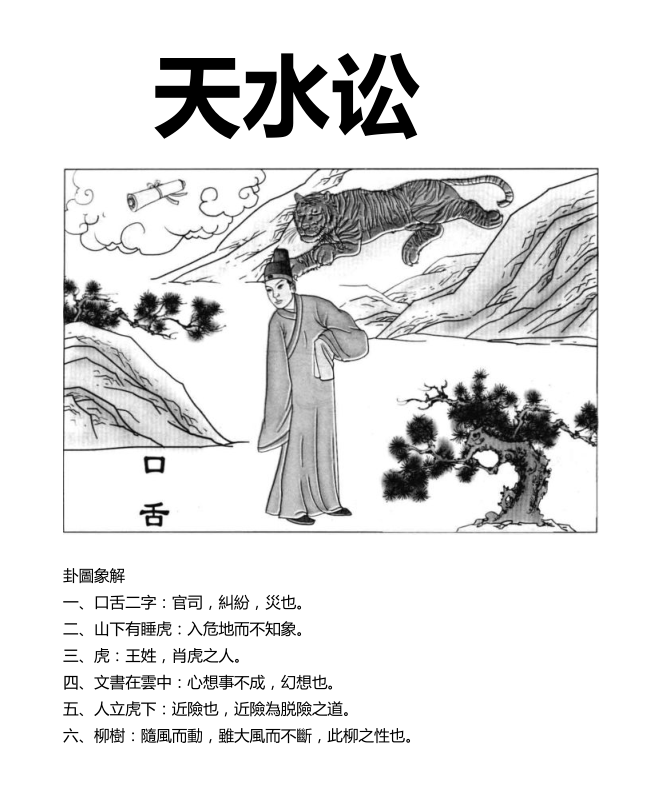 天水讼
口
舌
卦圖象解
一、口舌二字：官司，糾紛，災也。
二、山下有睡虎：入危地而不知象。
三、虎：王姓，肖虎之人。
四、文書在雲中：心想事不成，幻想也。
五、人立虎下：近險也，近險為脱險之道。
六、柳樹：隨風而動，雖大風而不斷，此柳之性也。